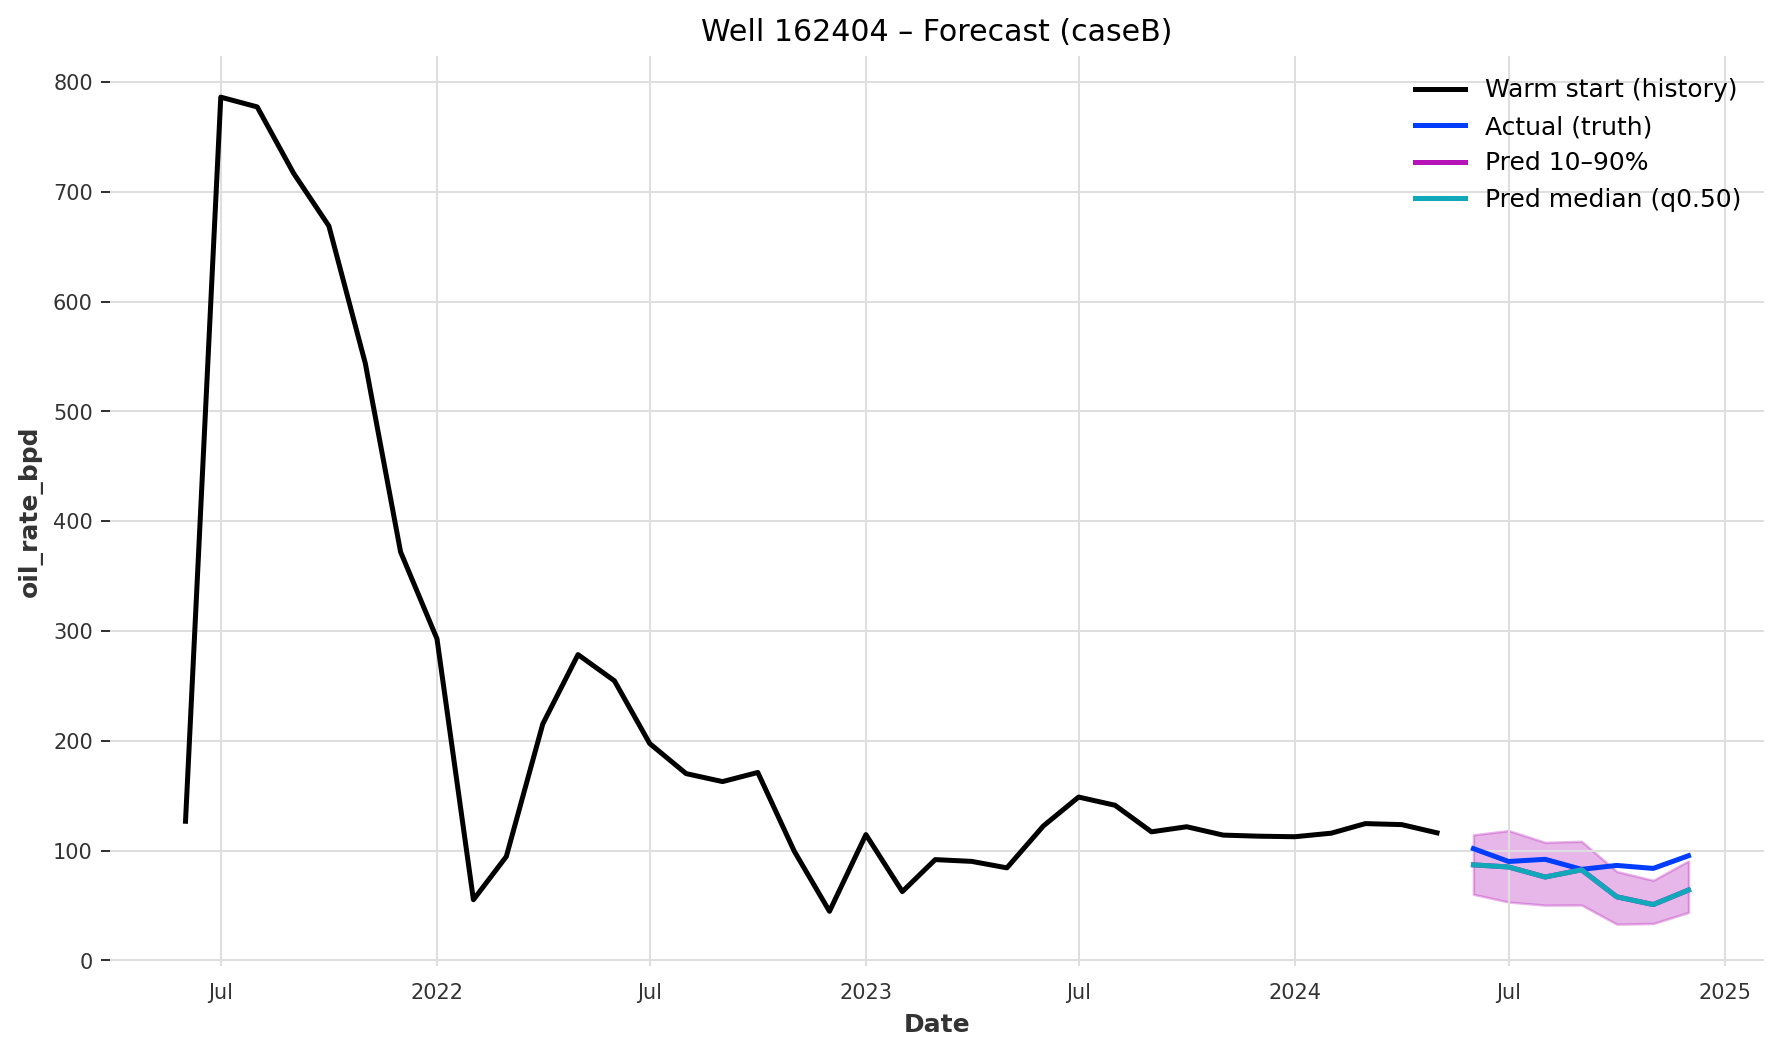 Well 162404 – Forecast (caseB)
Warm start (history)
Actual (truth)
Pred 10–90%
Pred median (q0.50)
oil_rate_bpd
800
700
600
500
400
300
200
100
0
Jul
2022
Jul
2023
Jul
2024
Jul
2025
Date